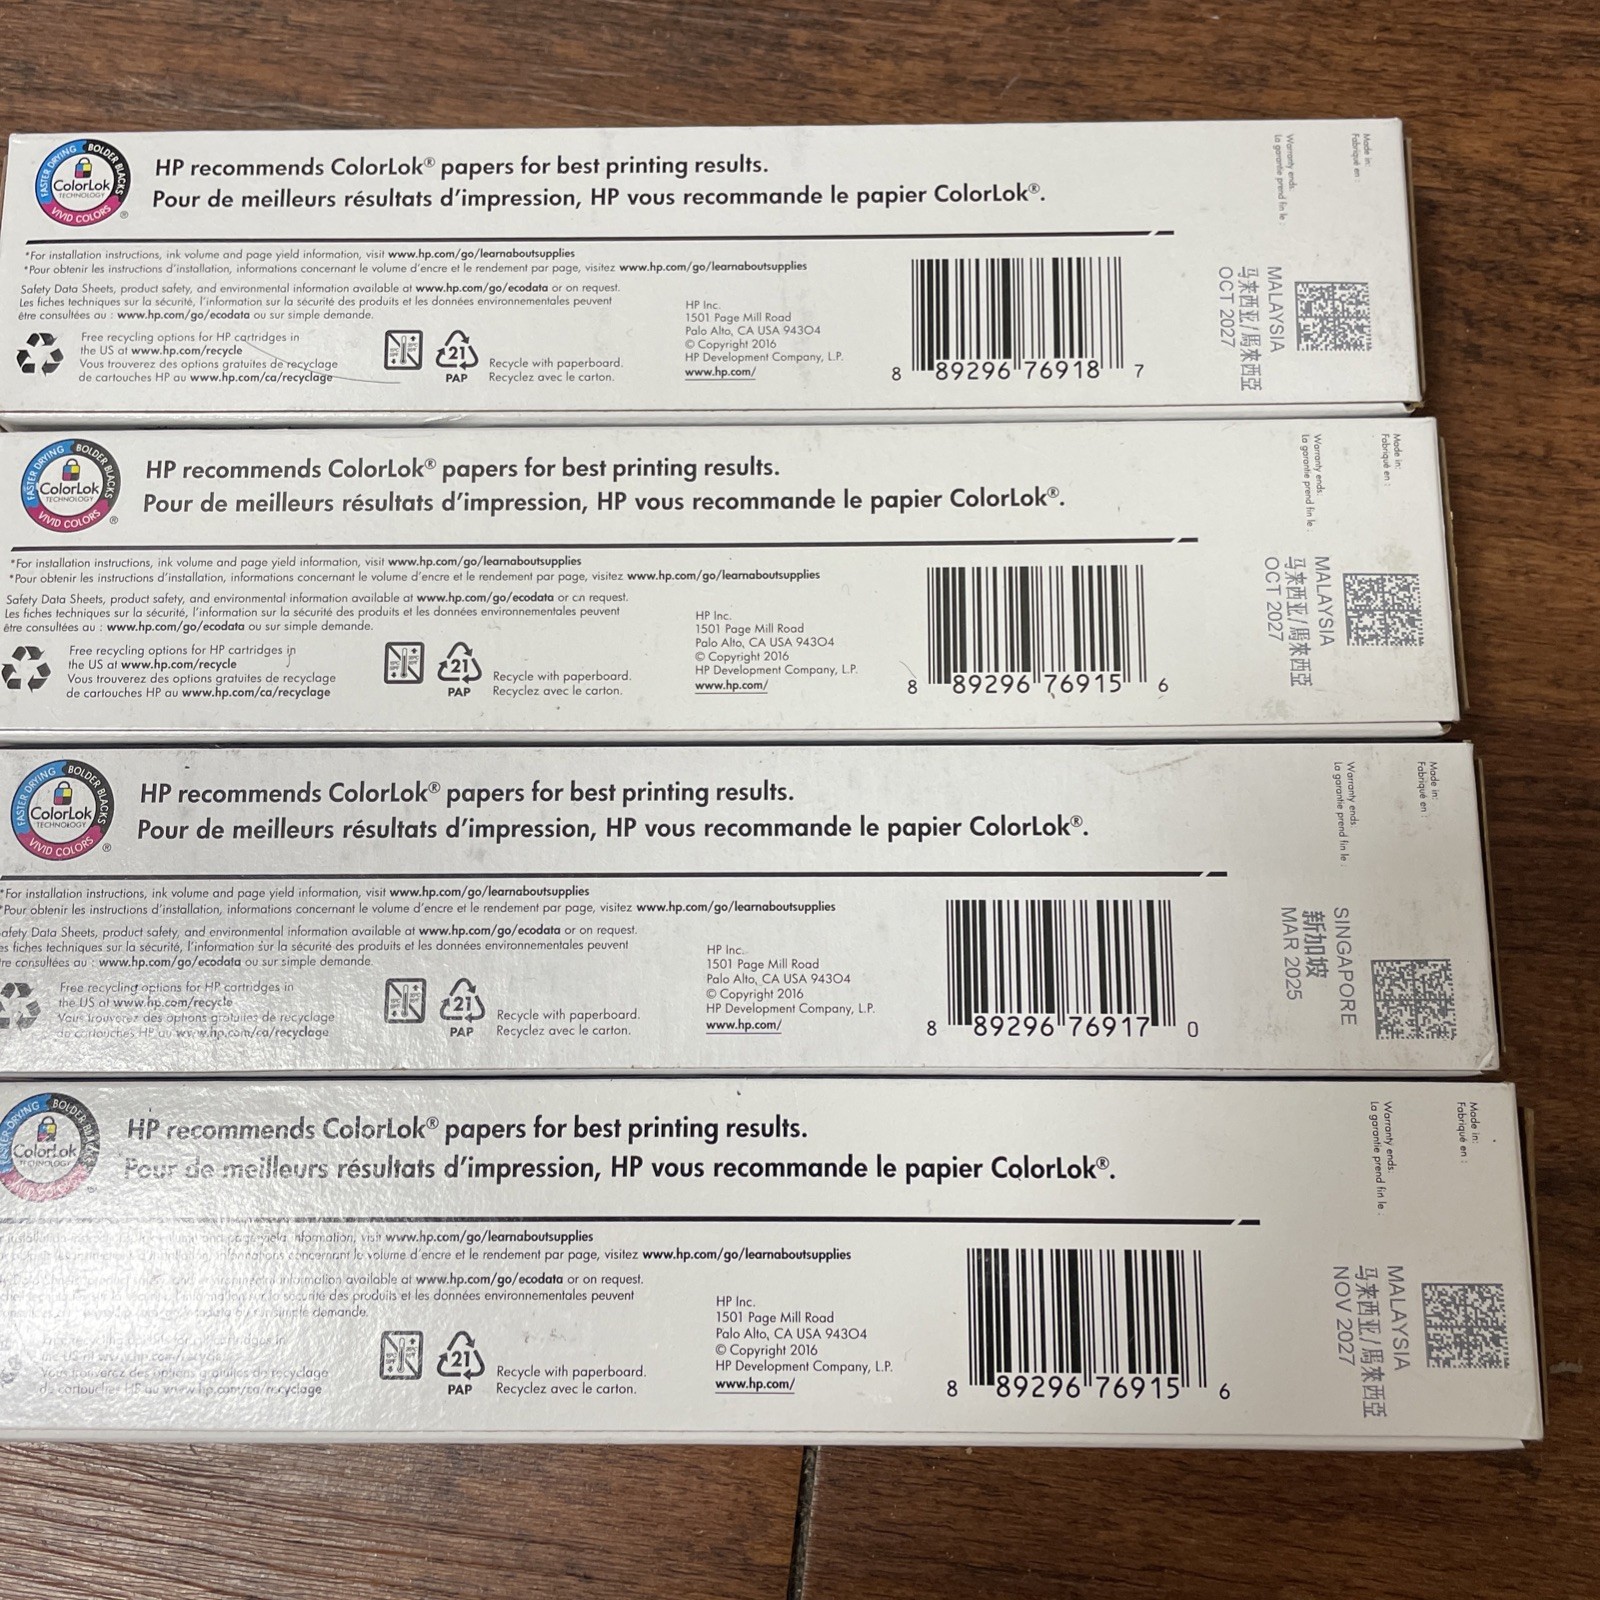 FASTER DRYING BOLDER BLACKS
ColorLok
TECHNOLOGY
VIVID COLORS
®
HP recommends ColorLok® papers for best printing results.
Pour de meilleurs résultats d'impression, HP vous recommande le papier ColorLok®.
*For installation instructions, ink volume and page yield information, visit www.hp.com/go/learnaboutsupplies
*Pour obtenir les instructions d'installation, informations concernant le volume d'encre et le rendement par page, visitez www.hp.com/go/learnaboutsupplies
Safety Data Sheets, product safety, and environmental information available at www.hp.com/go/ecodata or on request.
Les fiches techniques sur la sécurité, l'information sur la sécurité des produits et les données environnementales peuvent
être consultées au : www.hp.com/go/ecodata ou sur simple demande.
Free recycling options for HP cartridges in
the US at www.hp.com/recycle
Vous trouverez des options gratuites de recyclage
de cartouches HP au www.hp.com/ca/recyclage
21
PAP
Recycle with paperboard.
Recyclez avec le carton.
HP Inc.
1501 Page Mill Road
Palo Alto, CA USA 94304
© Copyright 2016
HP Development Company, L.P.
www.hp.com/
8 89296 76918 7
Made in:
Fabriqué en :
Warranty ends:
La garantie prend fin le :
MALAYSIA
马来西亚/馬來西亞
OCT 2027
FASTER DRYING BOLDER BLACKS
ColorLok
TECHNOLOGY
VIVID COLORS
®
HP recommends ColorLok® papers for best printing results.
Pour de meilleurs résultats d'impression, HP vous recommande le papier ColorLok®.
*For installation instructions, ink volume and page yield information, visit www.hp.com/go/learnaboutsupplies
*Pour obtenir les instructions d'installation, informations concernant le volume d'encre et le rendement par page, visitez www.hp.com/go/learnaboutsupplies
Safety Data Sheets, product safety, and environmental information available at www.hp.com/go/ecodata or on request.
Les fiches techniques sur la sécurité, l'information sur la sécurité des produits et les données environnementales peuvent
être consultées au : www.hp.com/go/ecodata ou sur simple demande.
Free recycling options for HP cartridges in
the US at www.hp.com/recycle
Vous trouverez des options gratuites de recyclage
de cartouches HP au www.hp.com/ca/recyclage
21
PAP
Recycle with paperboard.
Recyclez avec le carton.
HP Inc.
1501 Page Mill Road
Palo Alto, CA USA 94304
© Copyright 2016
HP Development Company, L.P.
www.hp.com/
8 89296 76915 6
Made in:
Fabriqué en :
Warranty ends:
La garantie prend fin le :
MALAYSIA
马来西亚/馬來西亞
OCT 2027
FASTER DRYING BOLDER BLACKS
ColorLok
TECHNOLOGY
VIVID COLORS
®
HP recommends ColorLok® papers for best printing results.
Pour de meilleurs résultats d'impression, HP vous recommande le papier ColorLok®.
*For installation instructions, ink volume and page yield information, visit www.hp.com/go/learnaboutsupplies
*Pour obtenir les instructions d'installation, informations concernant le volume d'encre et le rendement par page, visitez www.hp.com/go/learnaboutsupplies
afety Data Sheets, product safety, and environmental information available at www.hp.com/go/ecodata or on request.
es fiches techniques sur la sécurité, l'information sur la sécurité des produits et les données environnementales peuvent
re consultées au : www.hp.com/go/ecodata ou sur simple demande.
Free recycling options for HP cartridges in
the US at www.hp.com/recycle
Vous trouverez des options gratuites de recyclage
de cartouches HP au www.hp.com/ca/recyclage
21
PAP
Recycle with paperboard.
Recyclez avec le carton.
HP Inc.
1501 Page Mill Road
Palo Alto, CA USA 94304
© Copyright 2016
HP Development Company, L.P.
www.hp.com/
8 89296 76917 0
Made in:
Fabriqué en :
Warranty ends:
La garantie prend fin le :
SINGAPORE
新加坡
MAR 2025
DRYING BOLDER
ColorLok
TECHNOLOGY
HP recommends ColorLok® papers for best printing results.
Pour de meilleurs résultats d'impression, HP vous recommande le papier ColorLok®.
information, visit www.hp.com/go/learnaboutsupplies
concernant le volume d'encre et le rendement par page, visitez www.hp.com/go/learnaboutsupplies
information available at www.hp.com/go/ecodata or on request.
sécurité des produits et les données environnementales peuvent
simple demande.
Vous trouverez des options gratuites de recyclage
de cartouches HP au www.hp.com/ca/recyclage
21
PAP
Recycle with paperboard.
Recyclez avec le carton.
HP Inc.
1501 Page Mill Road
Palo Alto, CA USA 94304
© Copyright 2016
HP Development Company, L.P.
www.hp.com/
8 89296 76915 6
Made in:
Fabriqué en :
Warranty ends:
La garantie prend fin le :
MALAYSIA
马来西亚/馬來西亞
NOV 2027